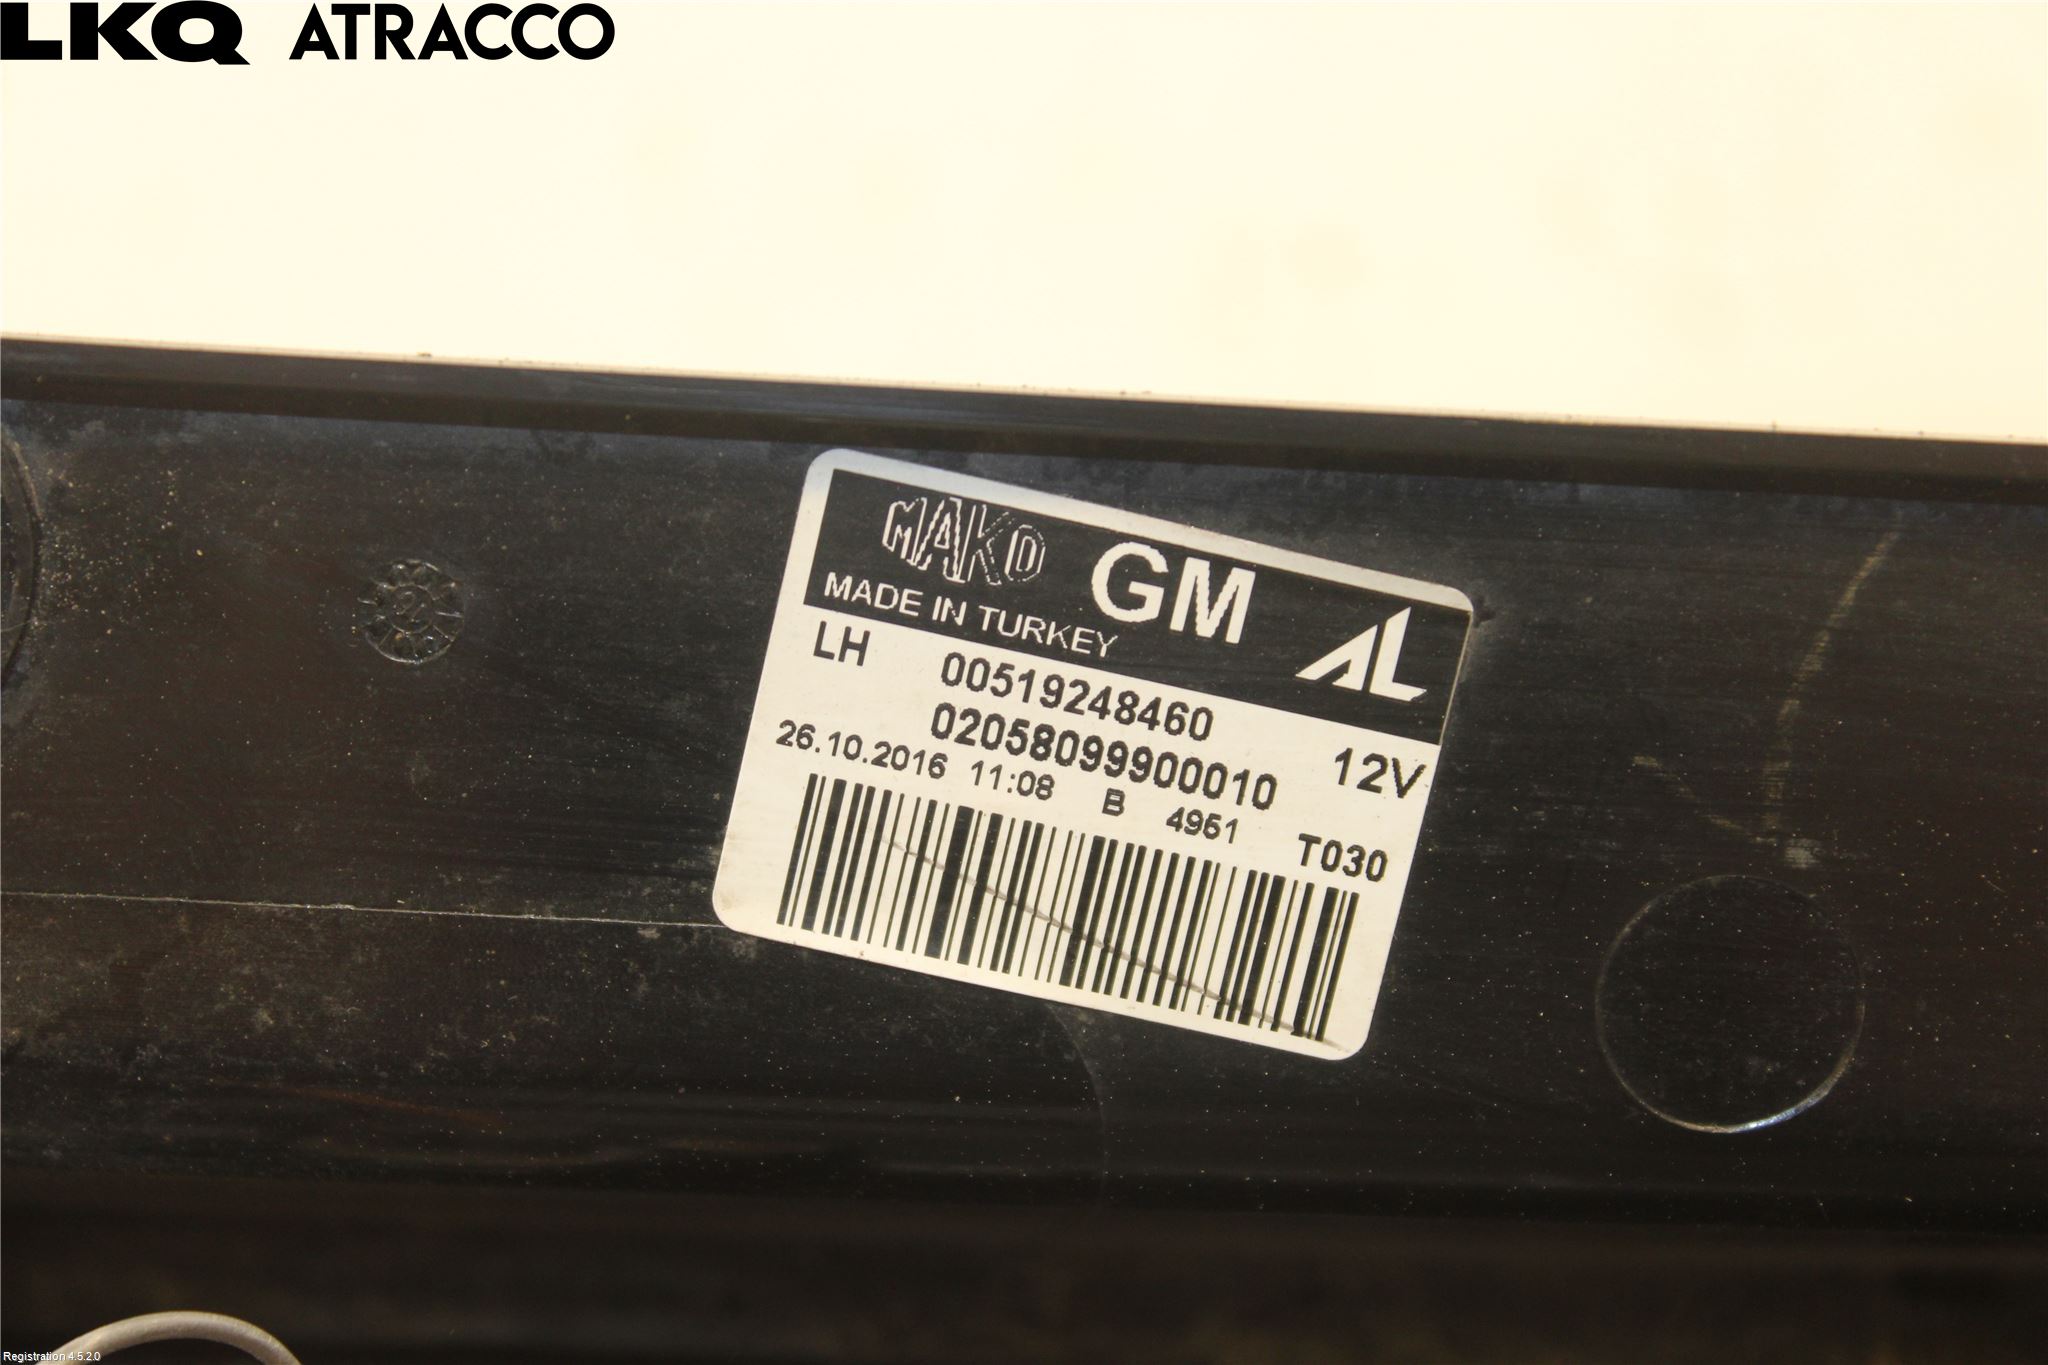 LKQ ATRACCO
MAKO GM AL
MADE IN TURKEY
LH 00519248460
02058099900010 12V
26.10.2016 11:08 B 4951 T030
Registration 4.5.2.0